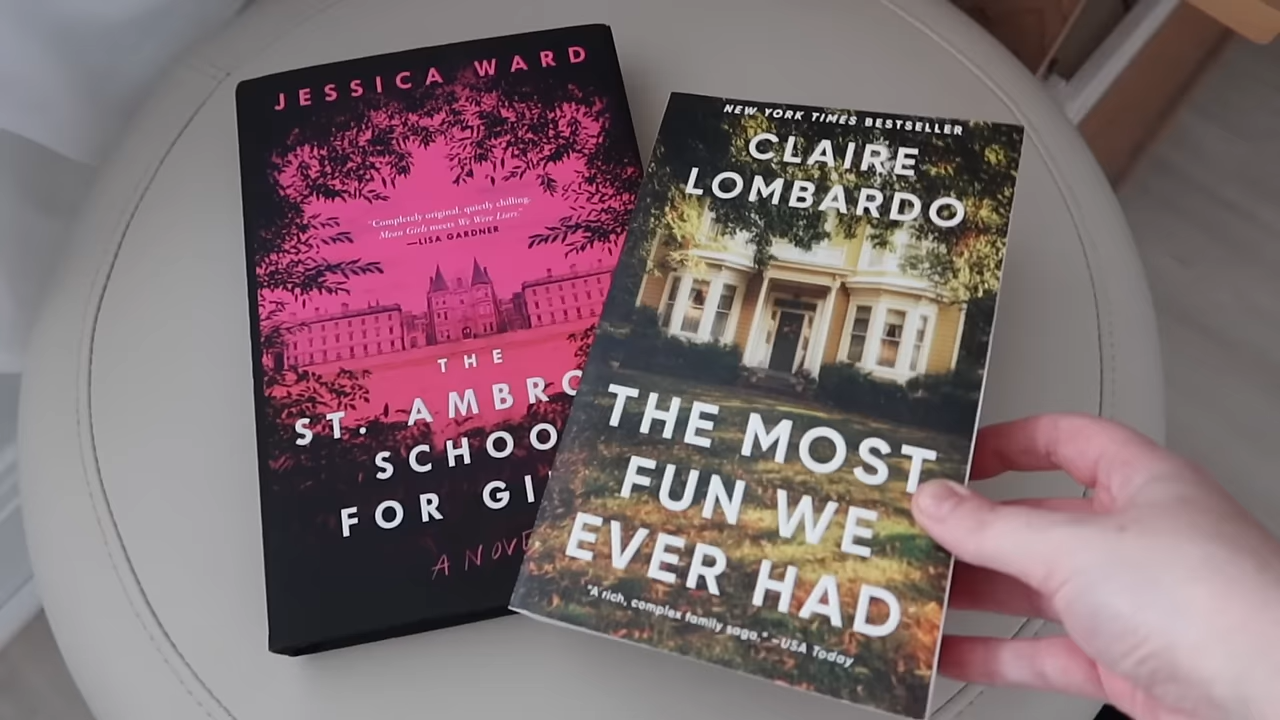 JESSICA WARD
"Completely original, quietly chilling.
Mean Girls meets We Were Liars."
—LISA GARDNER
THE
ST. AMBRO
SCHOO
FOR GI
A NOVE
NEW YORK TIMES BESTSELLER
CLAIRE
LOMBARDO
THE MOST
FUN WE
EVER HAD
"A rich, complex family saga," —USA Today